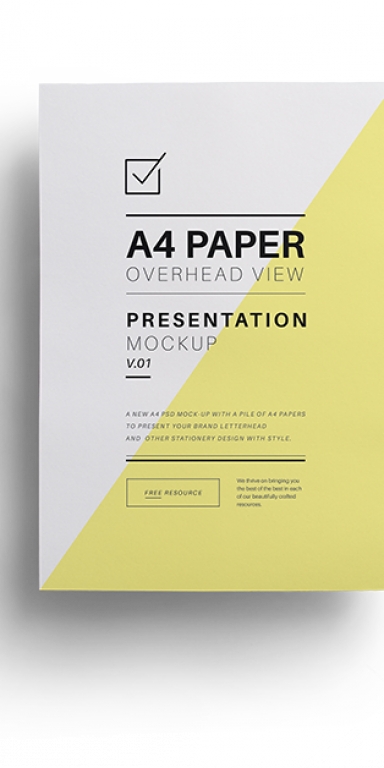 A4 PAPER
OVERHEAD VIEW
PRESENTATION
MOCKUP
V.01
A NEW A4 PSD MOCK-UP WITH A PILE OF A4 PAPERS
TO PRESENT YOUR BRAND LETTERHEAD
AND OTHER STATIONERY DESIGN WITH STYLE.
FREE RESOURCE
We thrive on bringing you
the best of the best in each
of our beautifully crafted
resources.